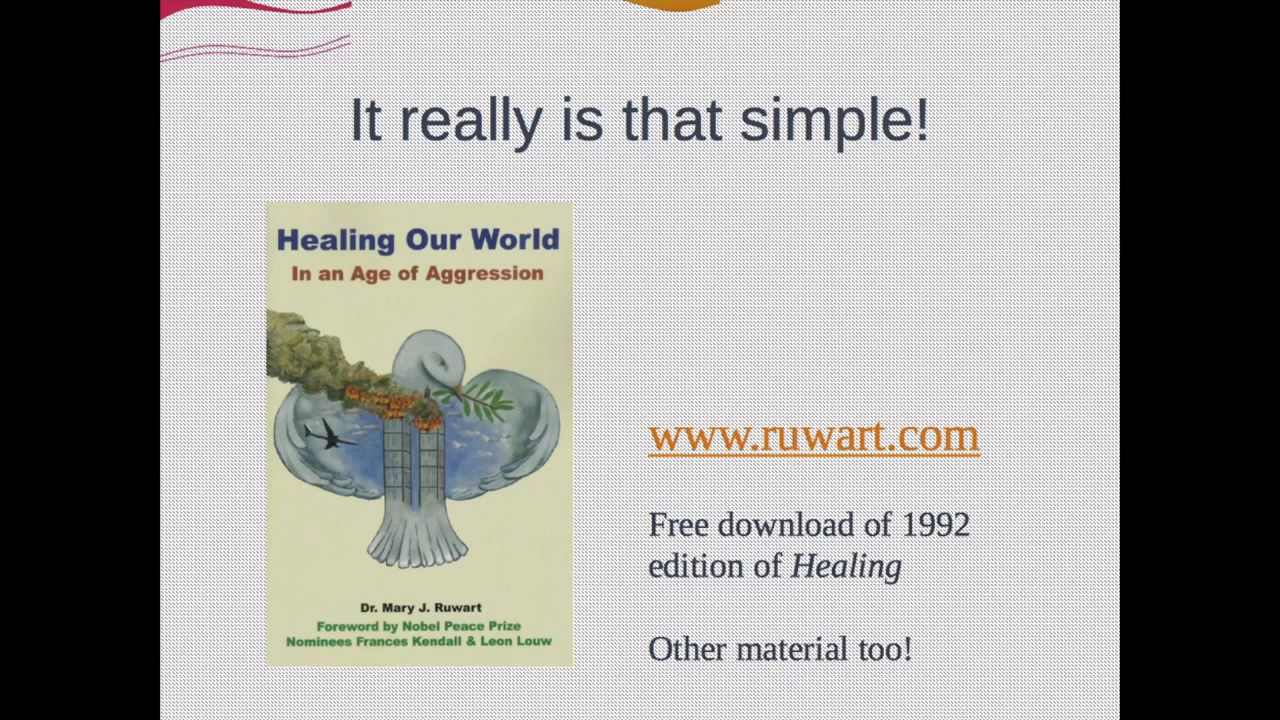 It really is that simple!
Healing Our World
In an Age of Aggression
Dr. Mary J. Ruwart
Foreword by Nobel Peace Prize
Nominees Frances Kendall & Leon Louw
www.ruwart.com
Free download of 1992
edition of Healing
Other material too!